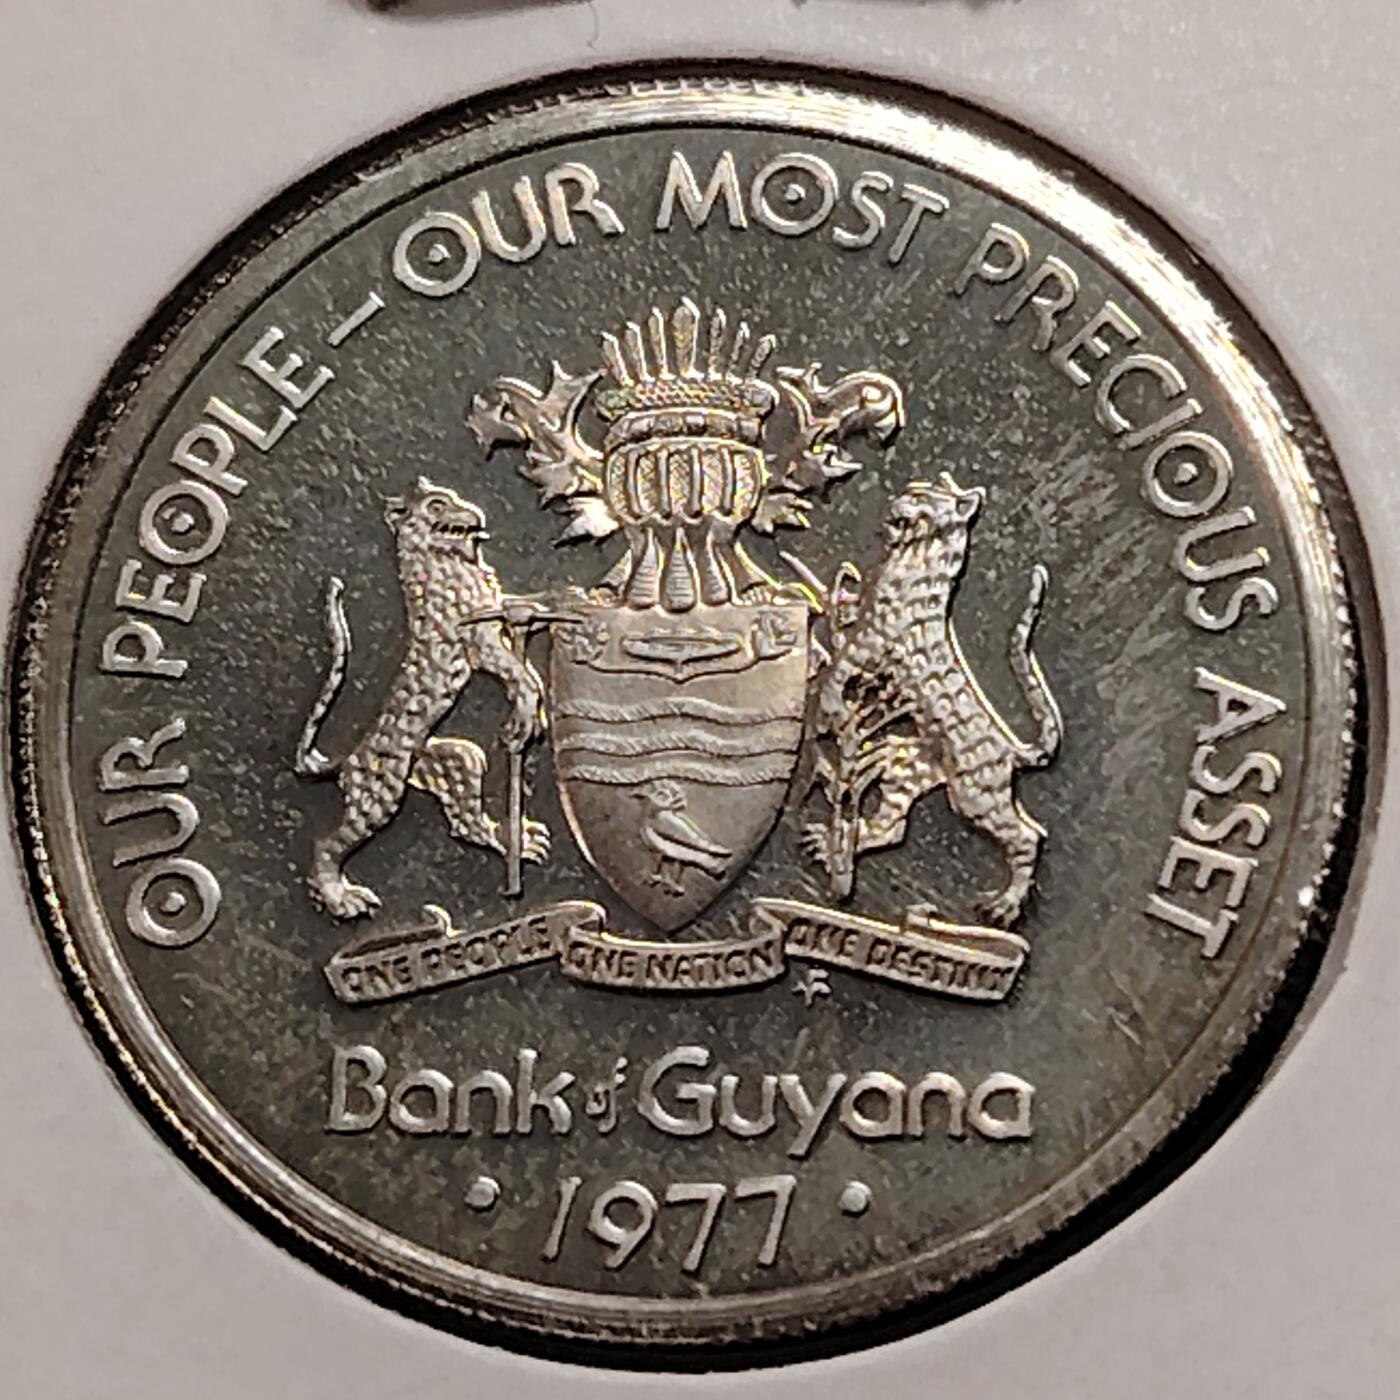 OUR PEOPLE – OUR MOST PRECIOUS ASSET
ONE PEOPLE ONE NATION ONE DESTINY
Bank of Guyana
• 1977 •